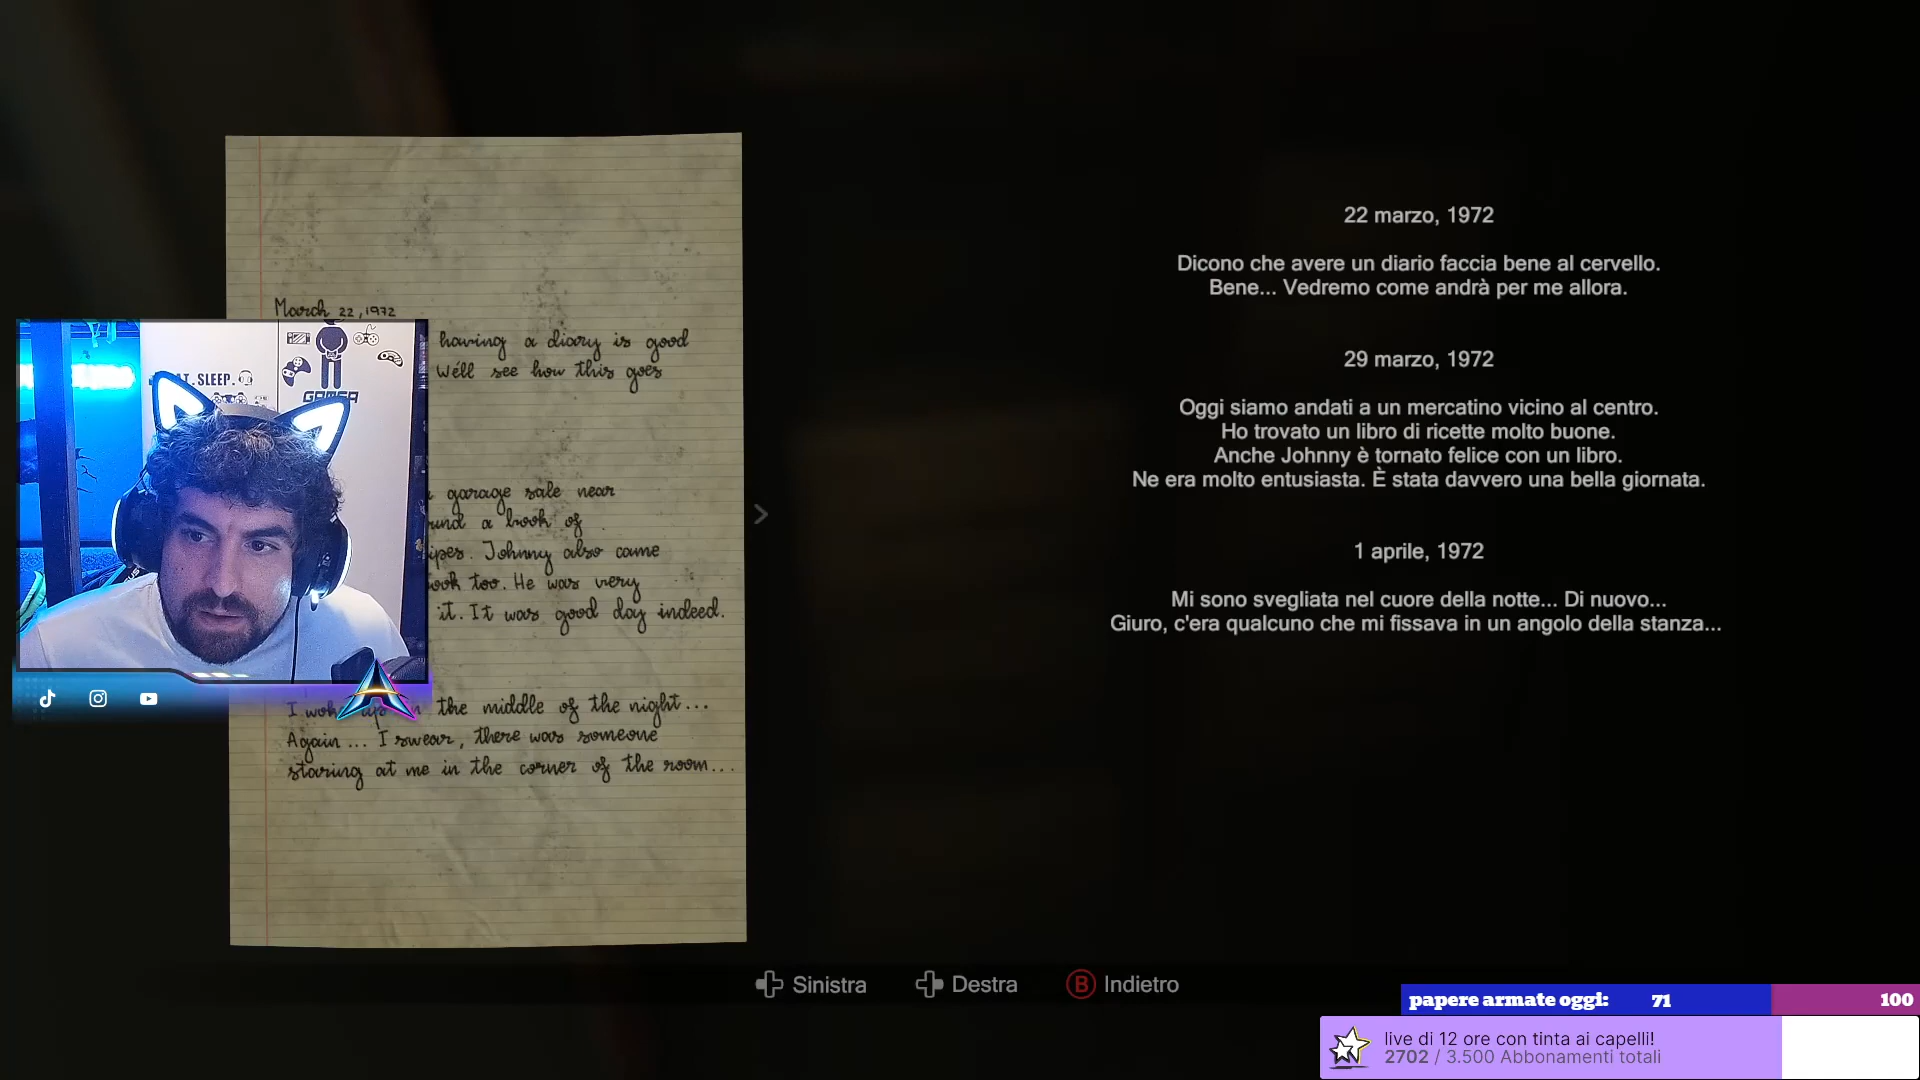 March 22, 1972
having a diary is good
We'll see how this goes
garage sale near
a book of
Johnny also came
too. He was very
it. It was good day indeed.
I up the middle of the night...
Again... I swear, there was someone
staring at me in the corner of the room...
22 marzo, 1972
Dicono che avere un diario faccia bene al cervello.
Bene... Vedremo come andrà per me allora.
29 marzo, 1972
Oggi siamo andati a un mercatino vicino al centro.
Ho trovato un libro di ricette molto buone.
Anche Johnny è tornato felice con un libro.
Ne era molto entusiasta. È stata davvero una bella giornata.
1 aprile, 1972
Mi sono svegliata nel cuore della notte... Di nuovo...
Giuro, c'era qualcuno che mi fissava in un angolo della stanza...
.SLEEP.
GAMSA
Sinistra
Destra
B Indietro
papere armate oggi: 71 100
live di 12 ore con tinta ai capelli!
2702 / 3.500 Abbonamenti totali